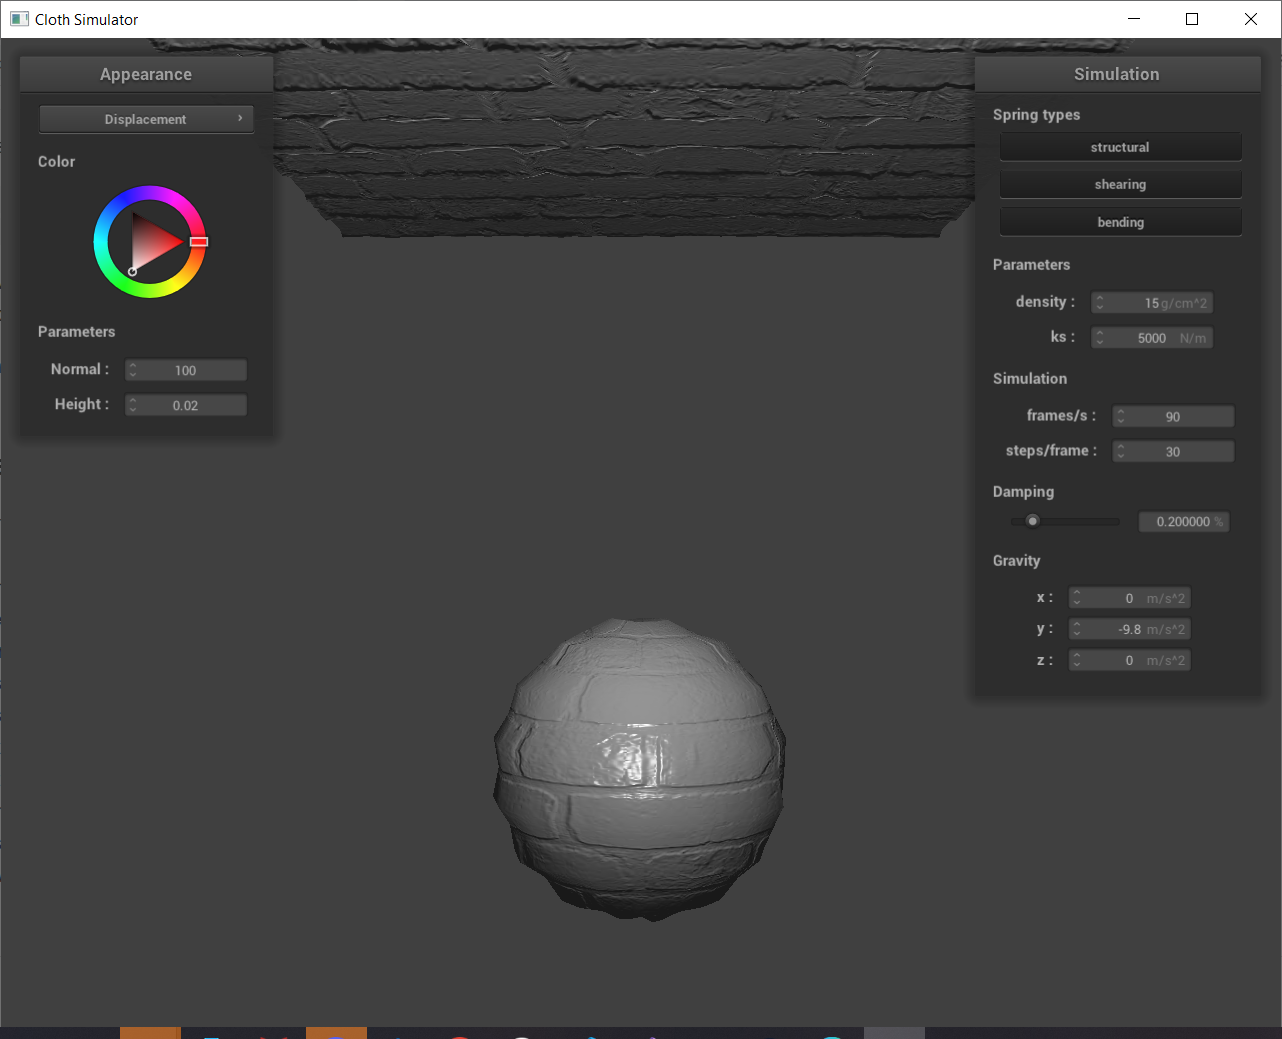 Cloth Simulator
Appearance
Displacement
Color
Parameters
Normal : 100
Height : 0.02
Simulation
Spring types
structural
shearing
bending
Parameters
density : 15 g/cm^2
ks : 5000 N/m
Simulation
frames/s : 90
steps/frame : 30
Damping
0.200000 %
Gravity
x : 0 m/s^2
y : -9.8 m/s^2
z : 0 m/s^2